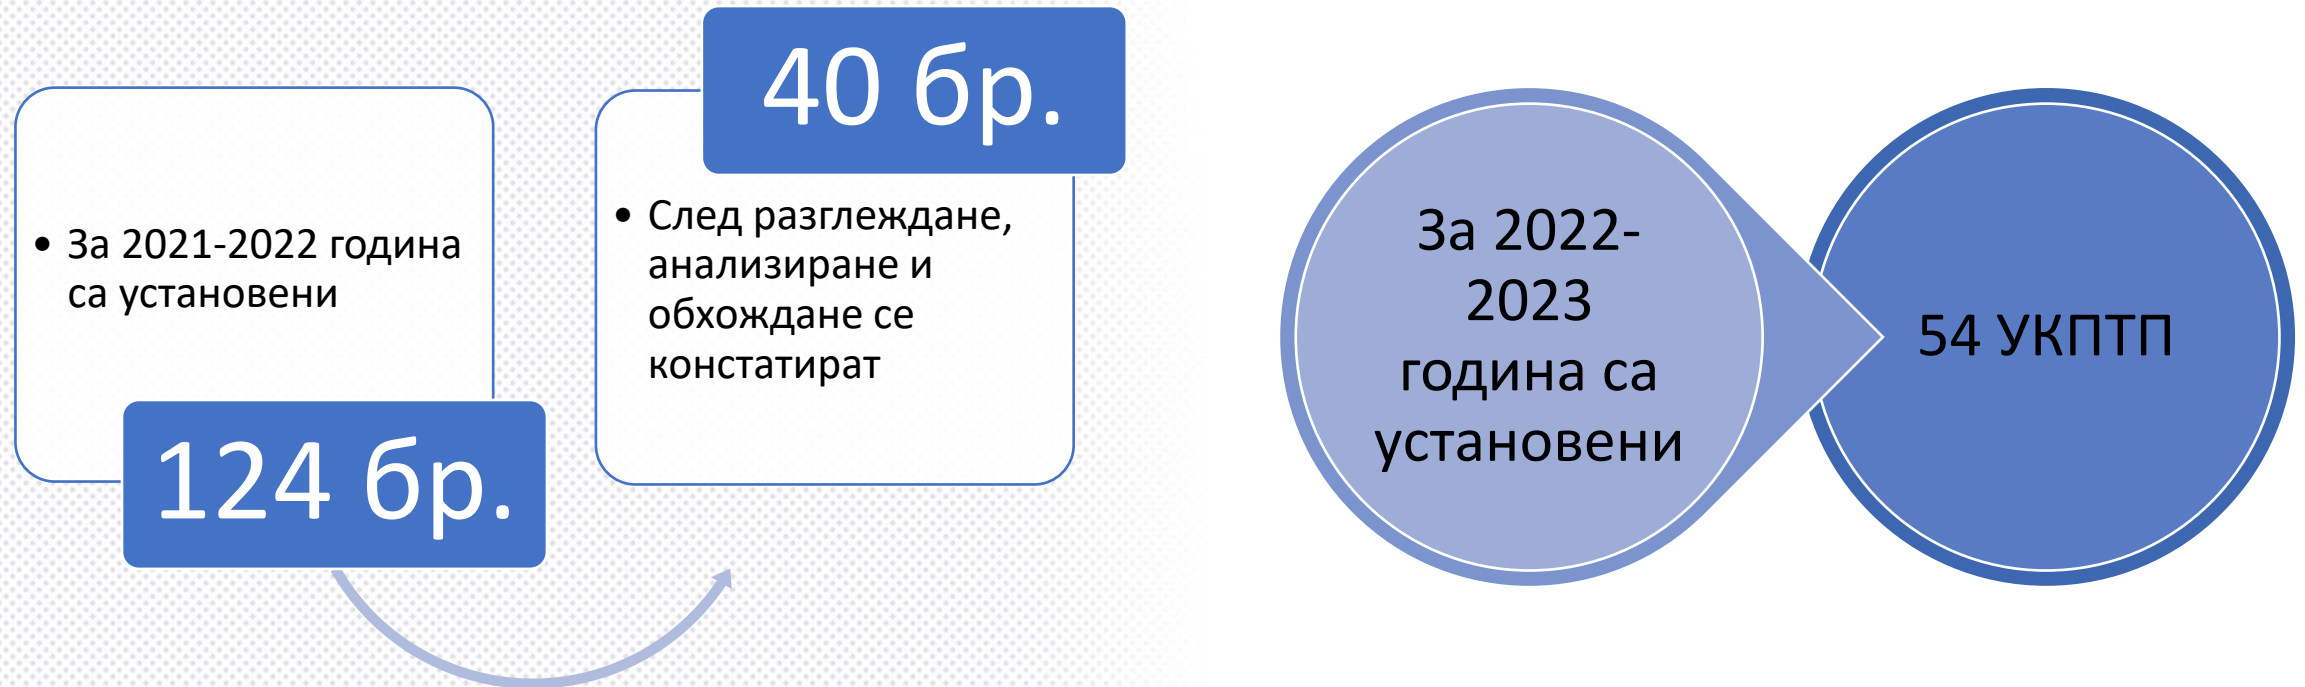 • За 2021-2022 година
са установени
124 бр.
40 бр.
• След разглеждане,
анализиране и
обхождане се
констатират
За 2022-
2023
година са
установени
54 УКПТП